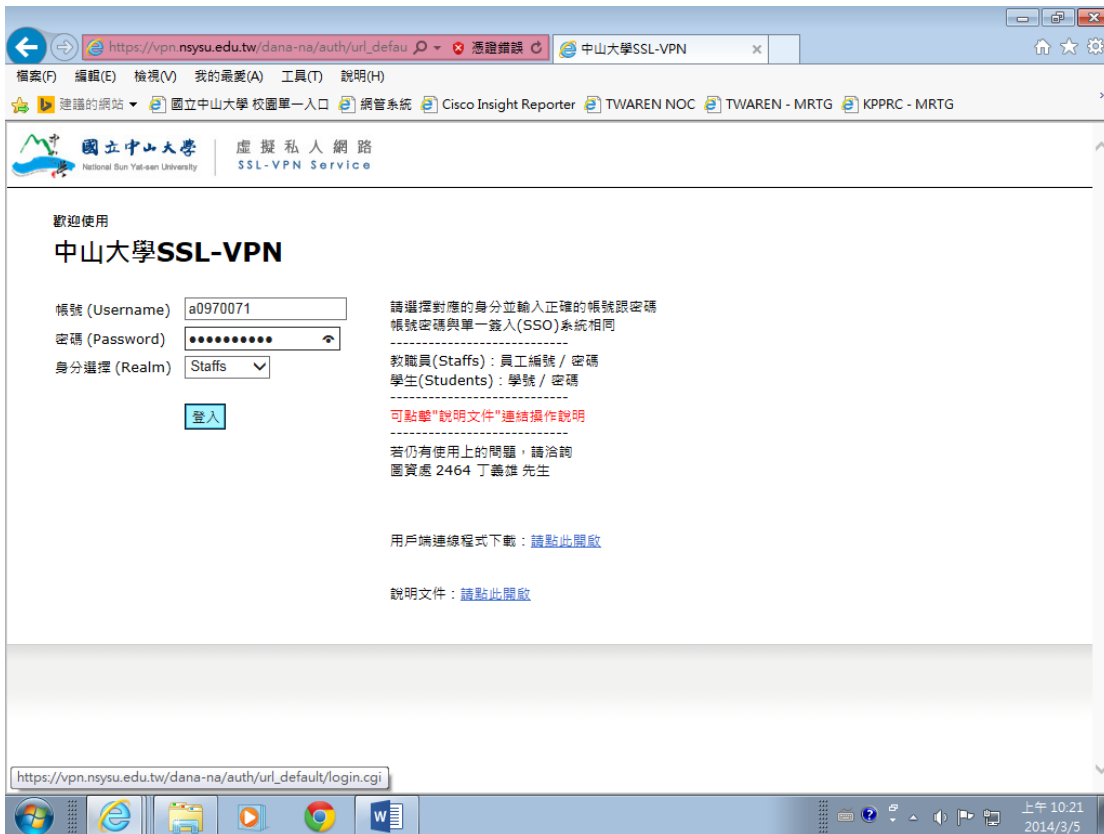 https://vpn.nsysu.edu.tw/dana-na/auth/url_defau
憑證錯誤
中山大學SSL-VPN
檔案(F) 編輯(E) 檢視(V) 我的最愛(A) 工具(T) 說明(H)
建議的網站 國立中山大學 校園單一入口 網管系統 Cisco Insight Reporter TWAREN NOC TWAREN - MRTG KPPRC - MRTG
國立中山大學 虛擬私人網路
National Sun Yat-sen University SSL-VPN Service
歡迎使用
中山大學SSL-VPN
帳號 (Username) a0970071
密碼 (Password) ●●●●●●●●●●
身分選擇 (Realm) Staffs
登入
請選擇對應的身分並輸入正確的帳號跟密碼
帳號密碼與單一簽入(SSO)系統相同
----------------------------
教職員(Staffs) : 員工編號 / 密碼
學生(Students) : 學號 / 密碼
----------------------------
可點擊"說明文件"連結操作說明
----------------------------
若仍有使用上的問題，請洽詢
圖資處 2464 丁義雄 先生
用戶端連線程式下載 : 請點此開啟
說明文件 : 請點此開啟
https://vpn.nsysu.edu.tw/dana-na/auth/url_default/login.cgi
上午 10:21
2014/3/5